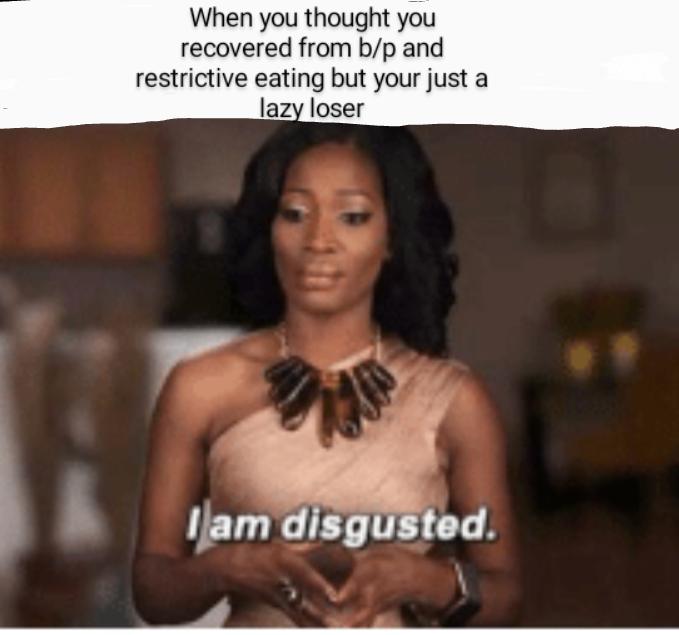 When you thought you
recovered from b/p and
restrictive eating but your just a
lazy loser
I am disgusted.